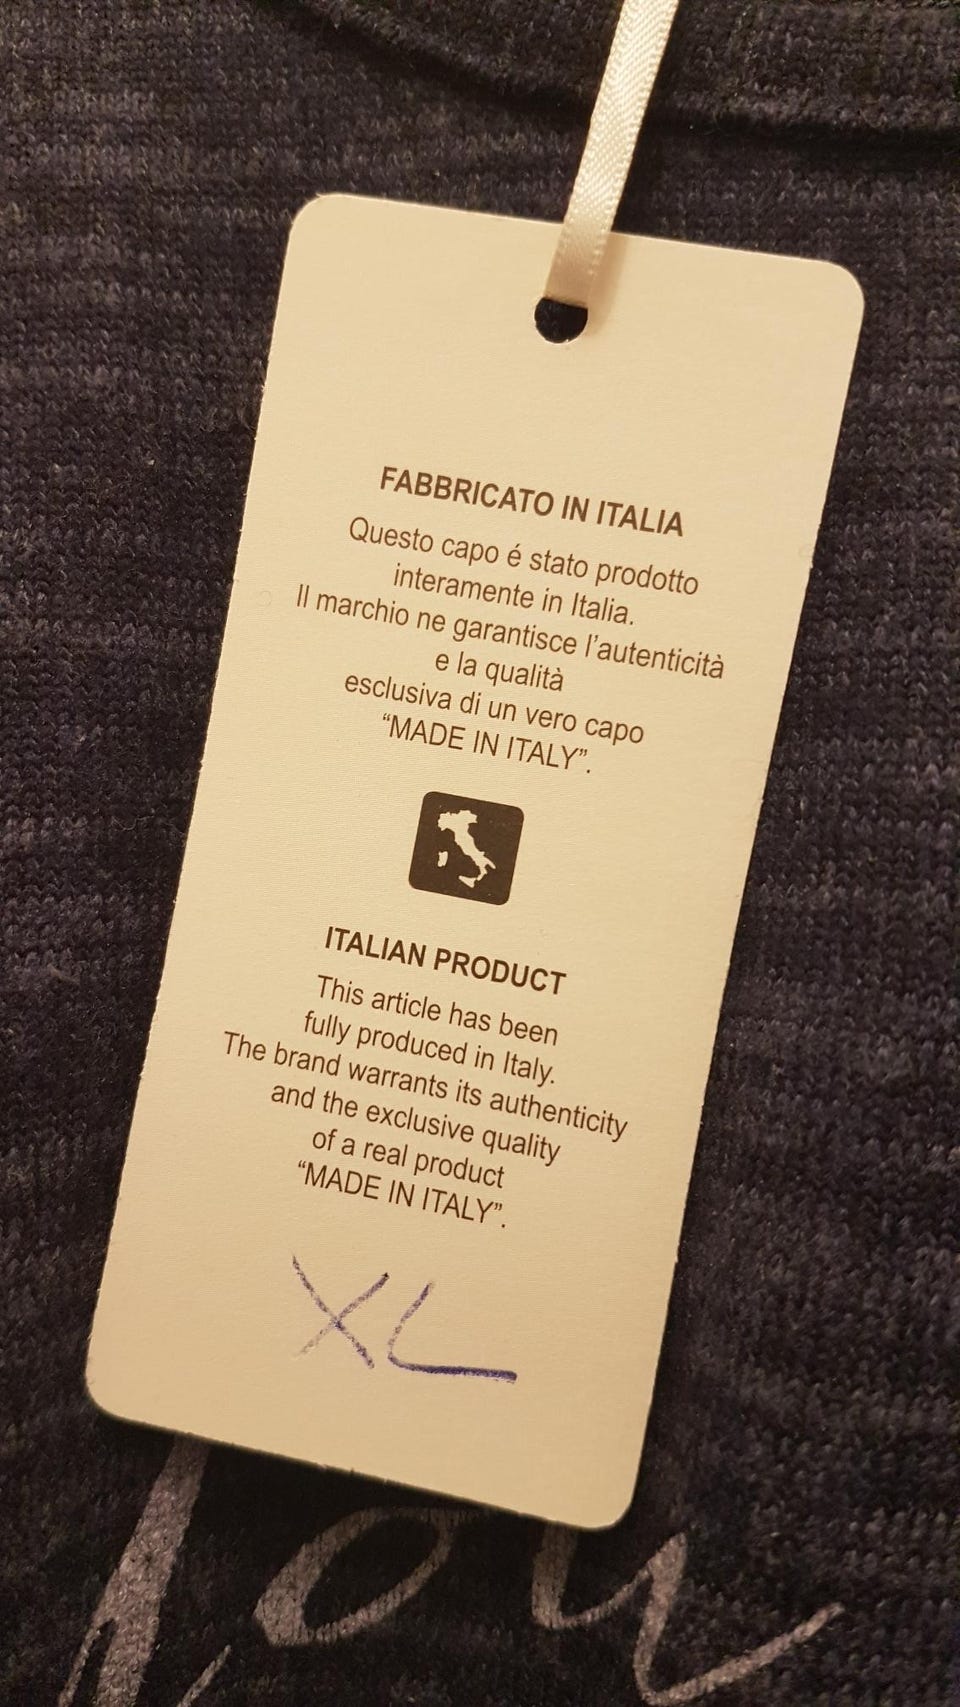 FABBRICATO IN ITALIA
Questo capo é stato prodotto
interamente in Italia.
Il marchio ne garantisce l'autenticità
e la qualità
esclusiva di un vero capo
“MADE IN ITALY”.
ITALIAN PRODUCT
This article has been
fully produced in Italy.
The brand warrants its authenticity
and the exclusive quality
of a real product
“MADE IN ITALY”.
XL